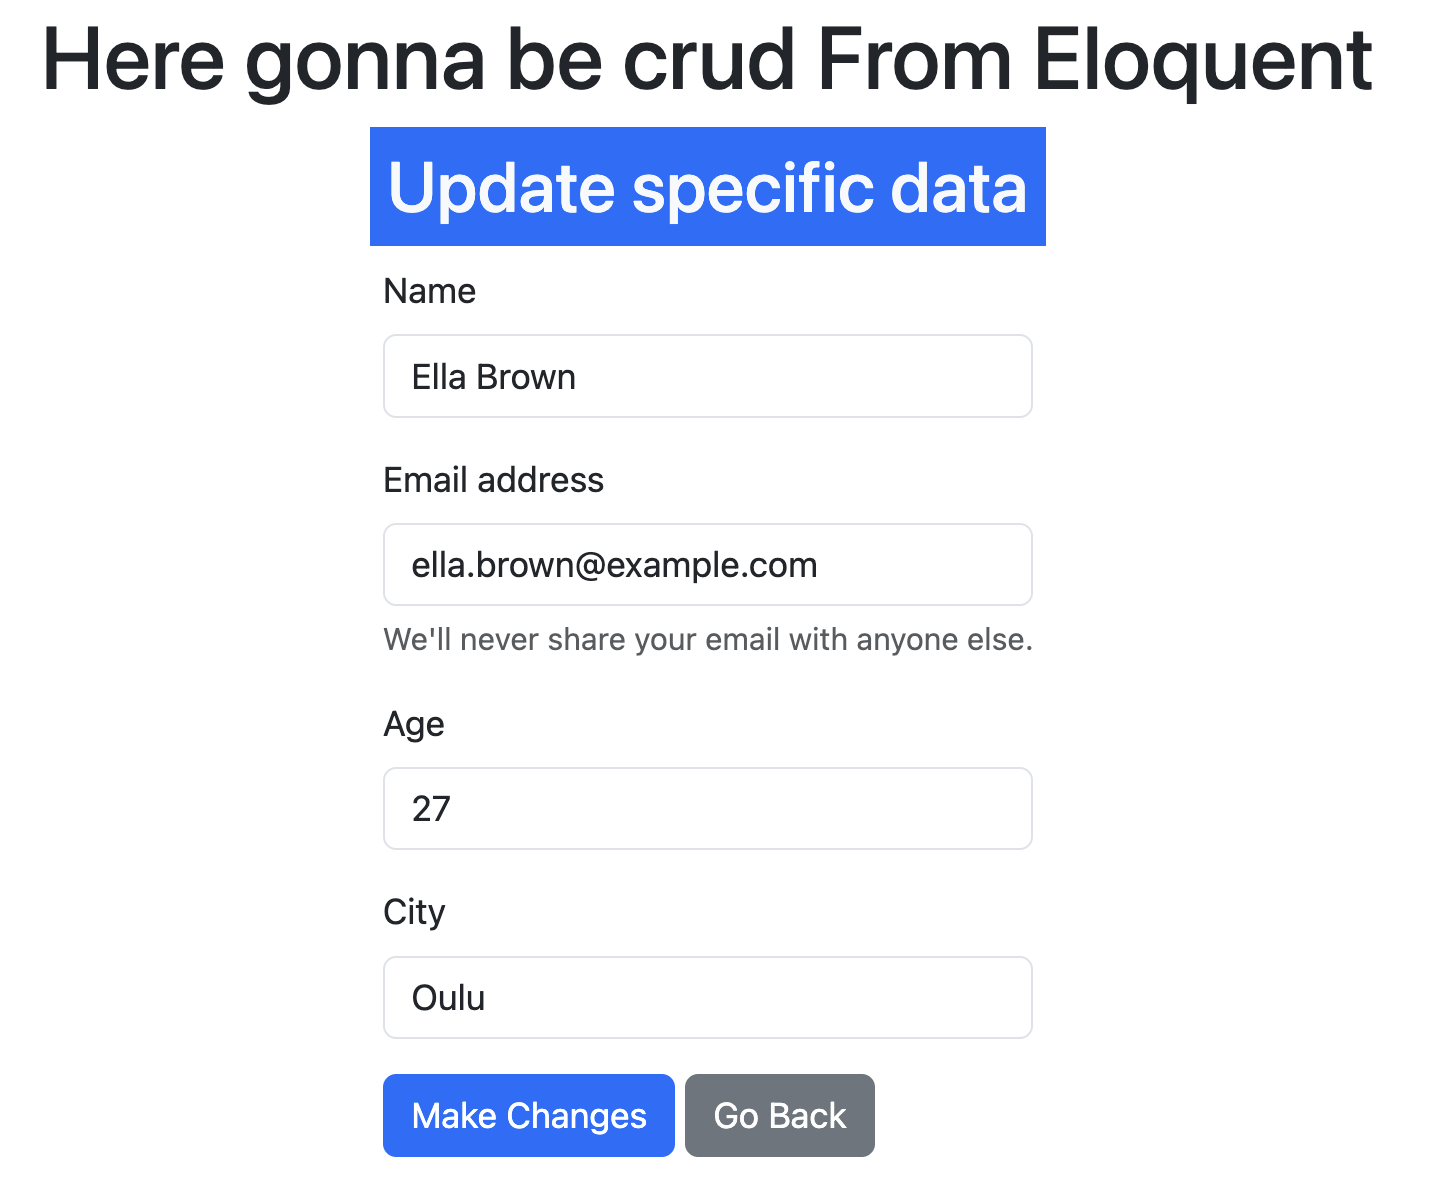 Here gonna be crud From Eloquent
Update specific data
Name
Ella Brown
Email address
ella.brown@example.com
We'll never share your email with anyone else.
Age
27
City
Oulu
Make Changes Go Back